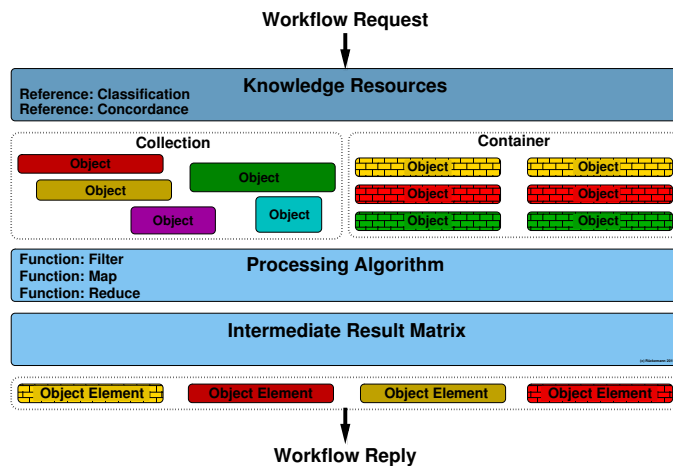 Workflow Request
Knowledge Resources
Reference: Classification
Reference: Concordance
Collection
Container
Object
Object
Object
Object
Object
Object
Object
Object
Object
Object
Object
Function: Filter
Function: Map
Function: Reduce
Processing Algorithm
Intermediate Result Matrix
Object Element
Object Element
Object Element
Object Element
Workflow Reply